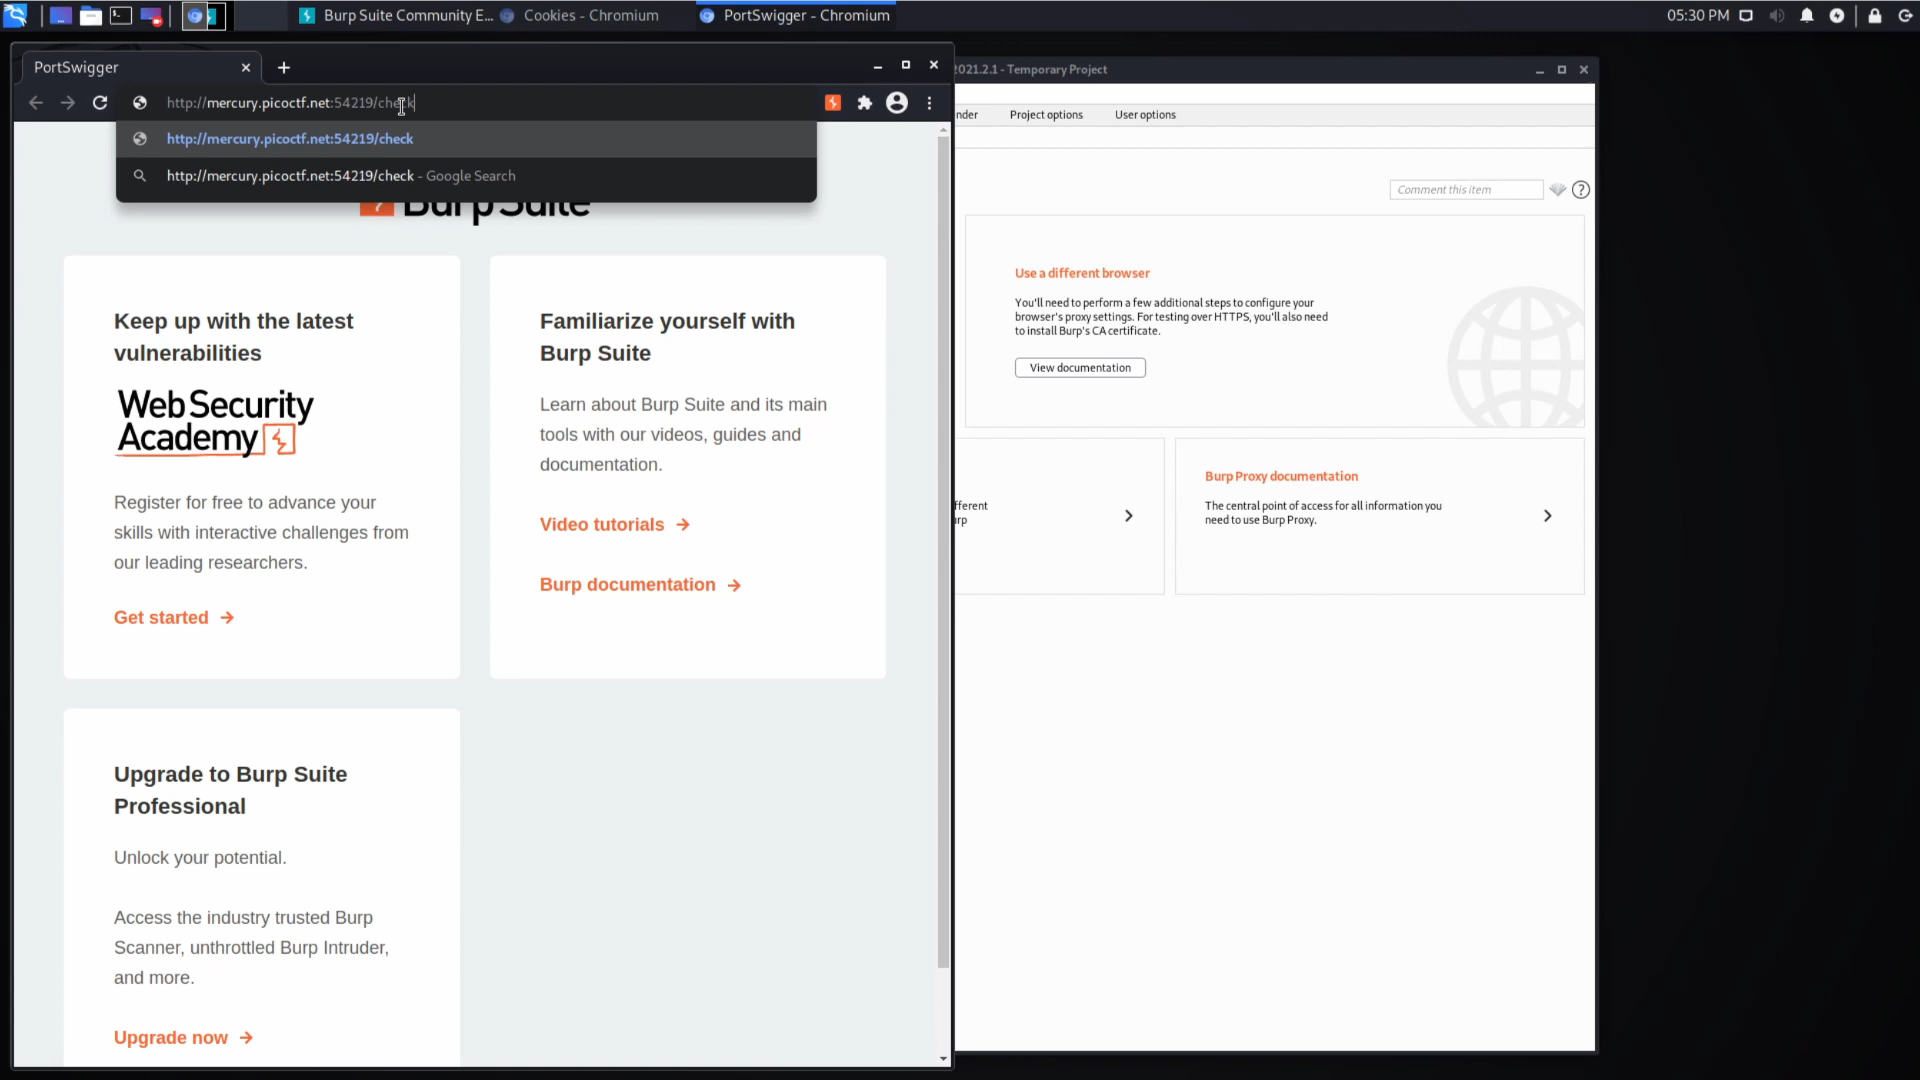 Burp Suite Community E...
Cookies - Chromium
PortSwigger - Chromium
05:30 PM
PortSwigger
http://mercury.picoctf.net:54219/check
http://mercury.picoctf.net:54219/check
http://mercury.picoctf.net:54219/check - Google Search
Burp Suite
Keep up with the latest
vulnerabilities
Web Security
Academy
Register for free to advance your
skills with interactive challenges from
our leading researchers.
Get started
Familiarize yourself with
Burp Suite
Learn about Burp Suite and its main
tools with our videos, guides and
documentation.
Video tutorials
Burp documentation
Upgrade to Burp Suite
Professional
Unlock your potential.
Access the industry trusted Burp
Scanner, unthrottled Burp Intruder,
and more.
Upgrade now
2021.2.1 - Temporary Project
nder
Project options
User options
Comment this item
?
Use a different browser
You'll need to perform a few additional steps to configure your
browser's proxy settings. For testing over HTTPS, you'll also need
to install Burp's CA certificate.
View documentation
fferent
urp
Burp Proxy documentation
The central point of access for all information you
need to use Burp Proxy.